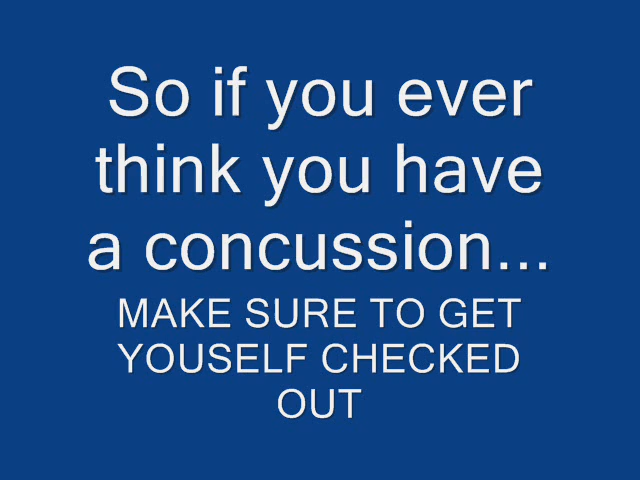 So if you ever
think you have
a concussion...
MAKE SURE TO GET
YOUSELF CHECKED
OUT